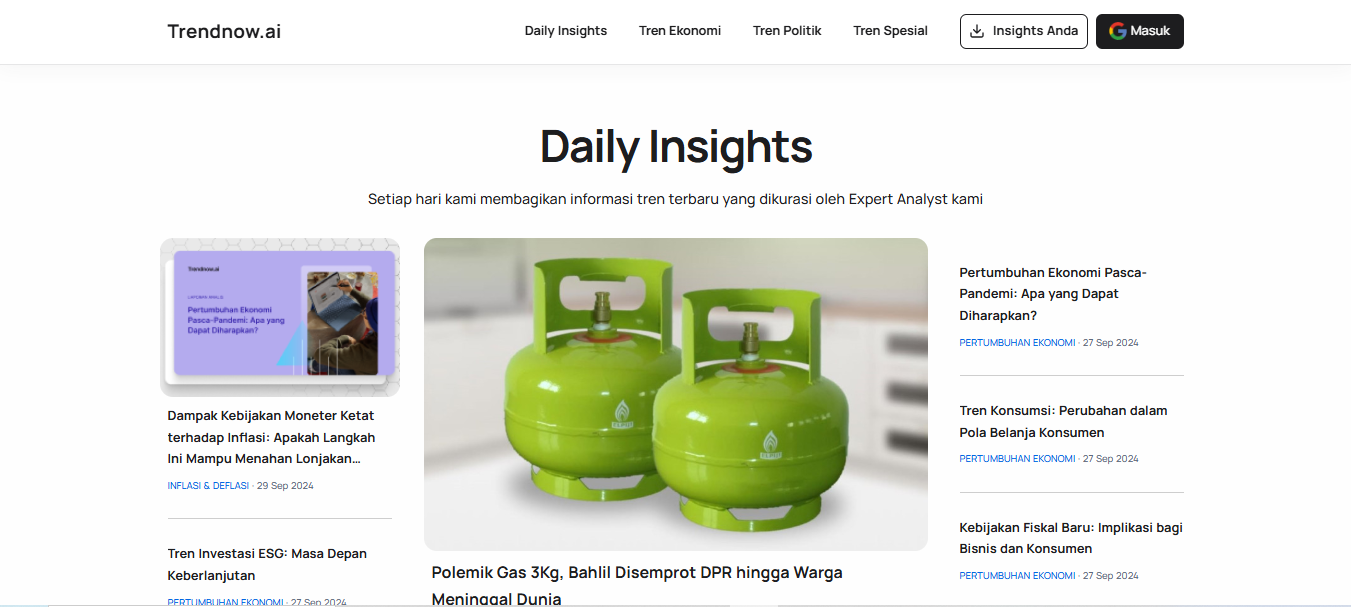 Trendnow.ai
Daily Insights
Tren Ekonomi
Tren Politik
Tren Spesial
Insights Anda
Masuk
Daily Insights
Setiap hari kami membagikan informasi tren terbaru yang dikurasi oleh Expert Analyst kami
Trendnow.ai
Pertumbuhan Ekonomi
Pasca-Pandemi: Apa yang
Dapat Diharapkan?
Dampak Kebijakan Moneter Ketat
terhadap Inflasi: Apakah Langkah
Ini Mampu Menahan Lonjakan...
INFLASI & DEFLASI · 29 Sep 2024
Tren Investasi ESG: Masa Depan
Keberlanjutan
PERTUMBUHAN EKONOMI · 27 Sep 2024
Polemik Gas 3Kg, Bahlil Disemprot DPR hingga Warga
Meninggal Dunia
Pertumbuhan Ekonomi Pasca-
Pandemi: Apa yang Dapat
Diharapkan?
PERTUMBUHAN EKONOMI · 27 Sep 2024
Tren Konsumsi: Perubahan dalam
Pola Belanja Konsumen
PERTUMBUHAN EKONOMI · 27 Sep 2024
Kebijakan Fiskal Baru: Implikasi bagi
Bisnis dan Konsumen
PERTUMBUHAN EKONOMI · 27 Sep 2024